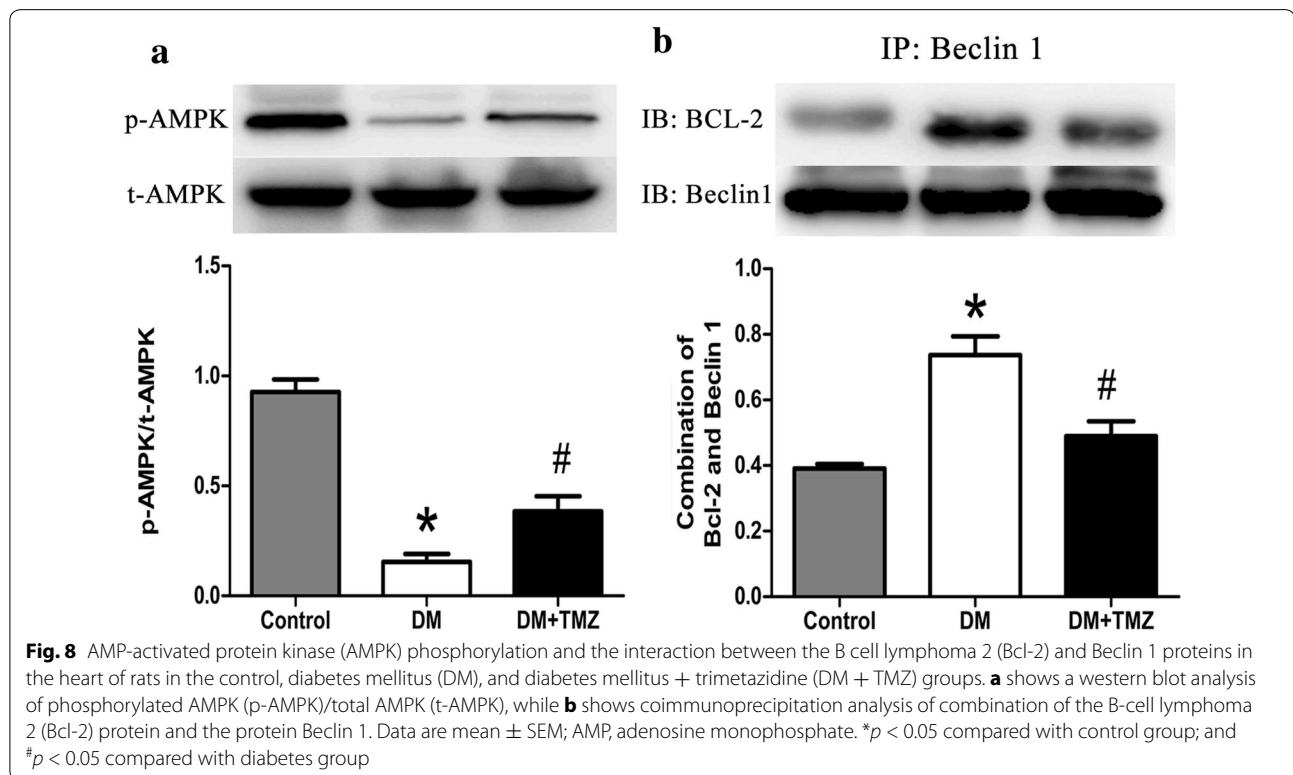 a
p-AMPK
t-AMPK
1.5
1.0
0.5
0.0
p-AMPK/t-AMPK
*
#
Control DM DM+TMZ
b
IP: Beclin 1
IB: BCL-2
IB: Beclin1
1.0
0.8
0.6
0.4
0.2
0.0
Combination of
Bcl-2 and Beclin 1
*
#
Control DM DM+TMZ
Fig. 8 AMP-activated protein kinase (AMPK) phosphorylation and the interaction between the B cell lymphoma 2 (Bcl-2) and Beclin 1 proteins in
the heart of rats in the control, diabetes mellitus (DM), and diabetes mellitus + trimetazidine (DM + TMZ) groups. a shows a western blot analysis
of phosphorylated AMPK (p-AMPK)/total AMPK (t-AMPK), while b shows coimmunoprecipitation analysis of combination of the B-cell lymphoma
2 (Bcl-2) protein and the protein Beclin 1. Data are mean ± SEM; AMP, adenosine monophosphate. *p < 0.05 compared with control group; and
#p < 0.05 compared with diabetes group